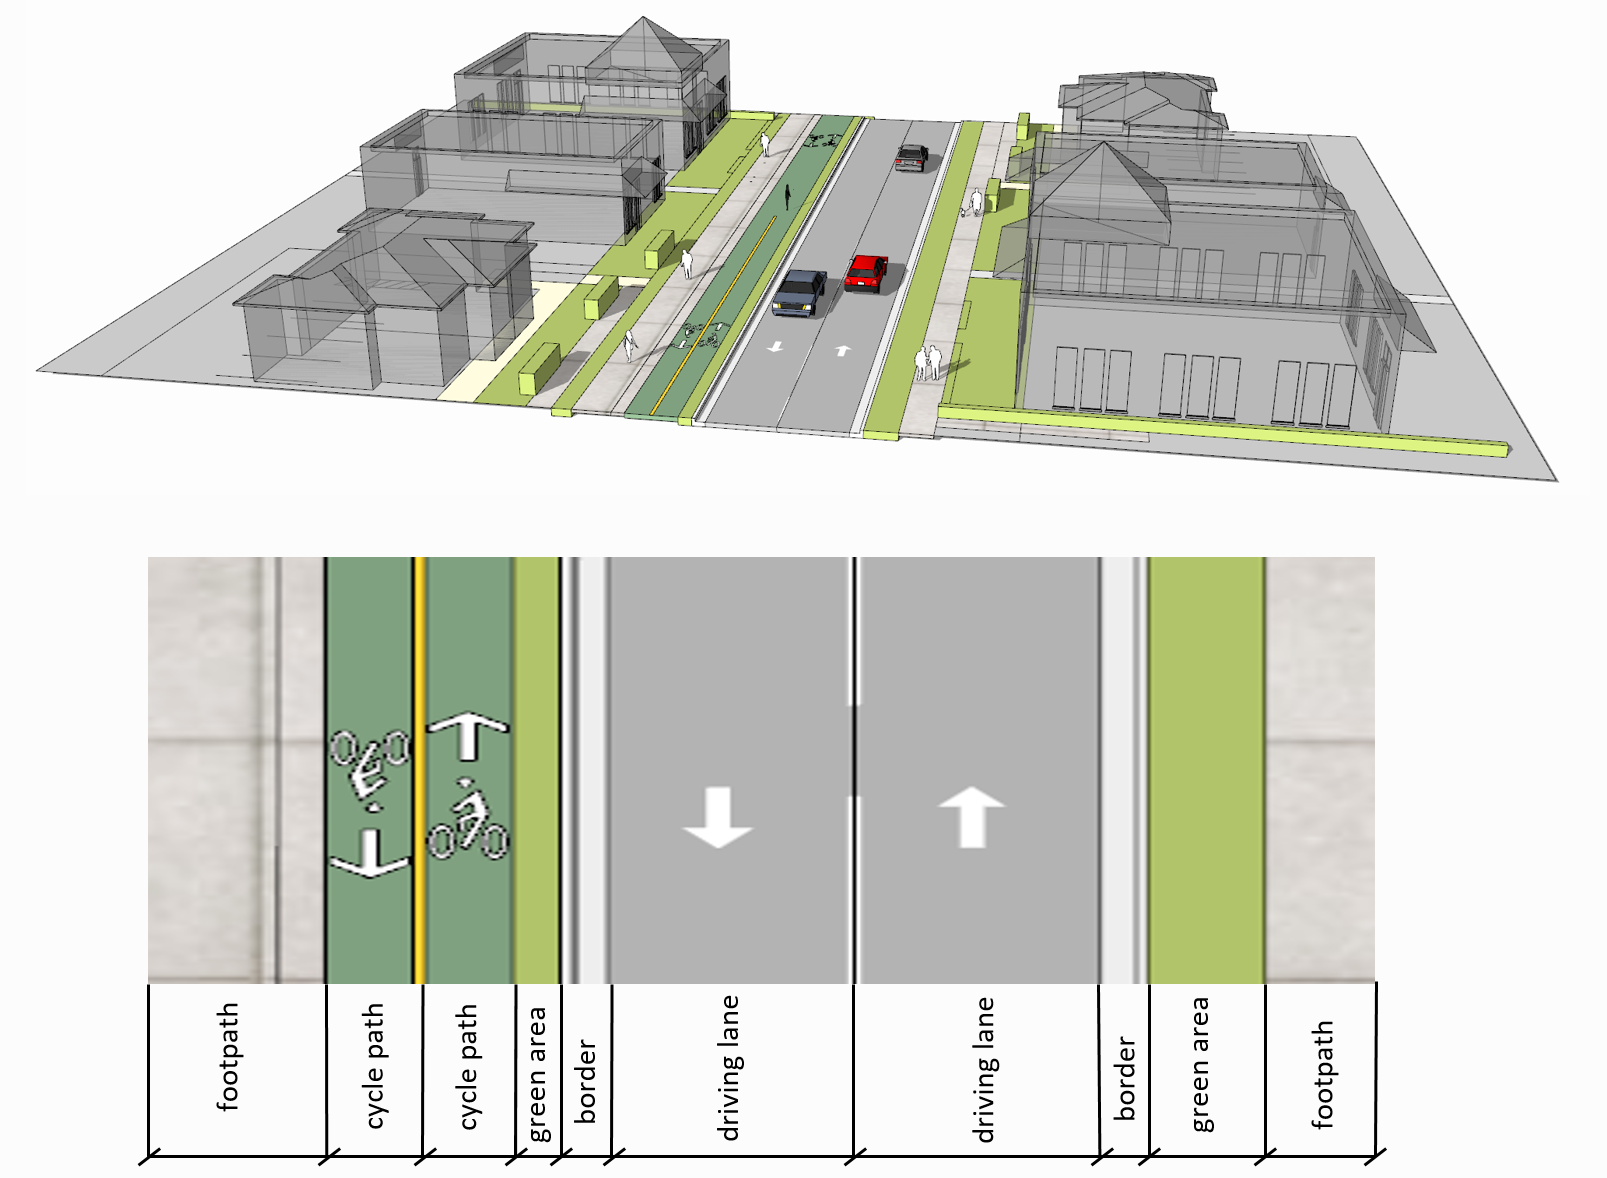 footpath
cycle path
cycle path
green area
border
driving lane
driving lane
border
green area
footpath